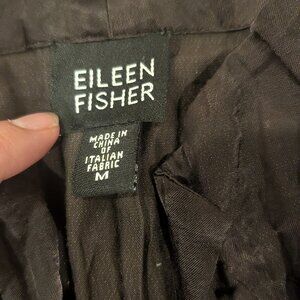 EILEEN
FISHER
MADE IN
CHINA
OF
ITALIAN
FABRIC
M